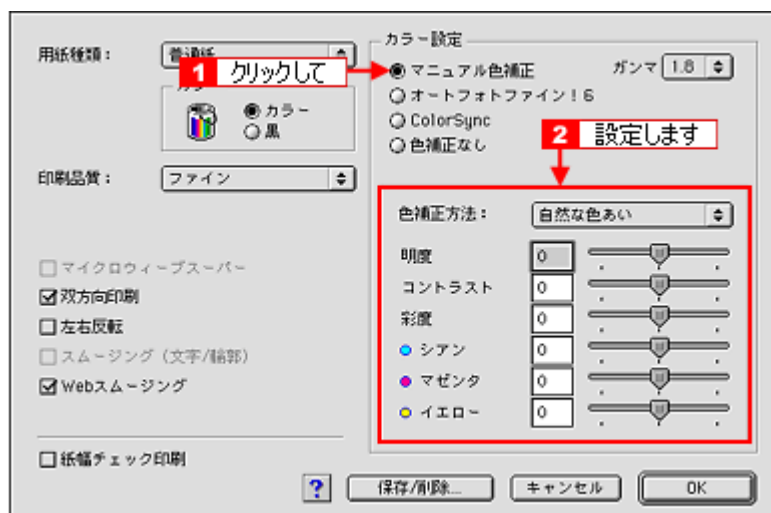 用紙種類：
普通紙
1 クリックして
カラー
カラー
黒
印刷品質：
ファイン
マイクロウィーブスーパー
双方向印刷
左右反転
スムージング（文字/輪郭）
Webスムージング
紙幅チェック印刷
カラー設定
マニュアル色補正
ガンマ 1.8
オートフォトファイン！6
ColorSync
色補正なし
2 設定します
色補正方法：
自然な色あい
明度 0
コントラスト 0
彩度 0
シアン 0
マゼンタ 0
イエロー 0
?
保存/削除...
キャンセル
OK